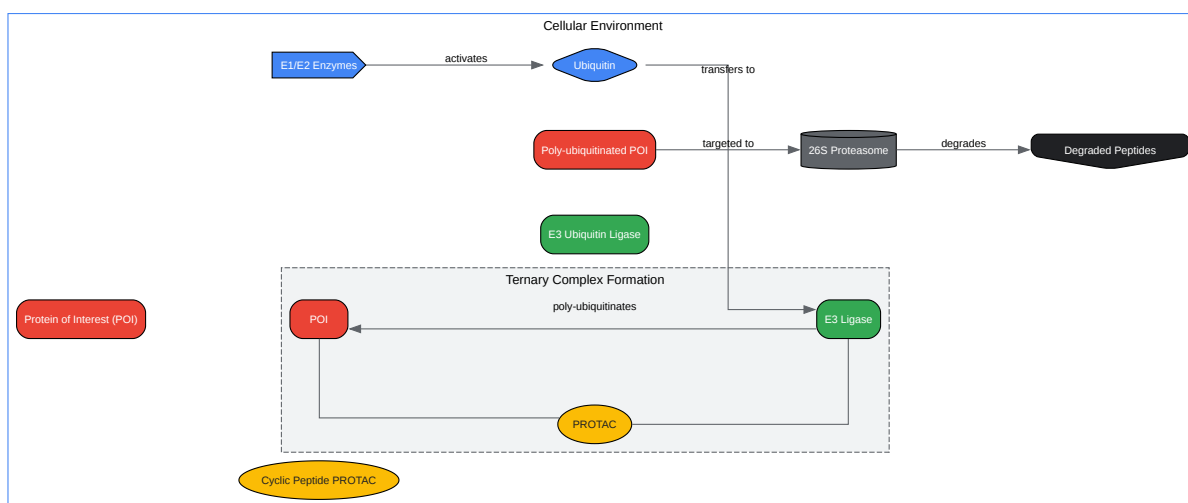 Cellular Environment
E1/E2 Enzymes
activates
Ubiquitin
transfers to
Poly-ubiquitinated POI
targeted to
26S Proteasome
degrades
Degraded Peptides
E3 Ubiquitin Ligase
Ternary Complex Formation
poly-ubiquitinates
Protein of Interest (POI)
POI
E3 Ligase
PROTAC
Cyclic Peptide PROTAC